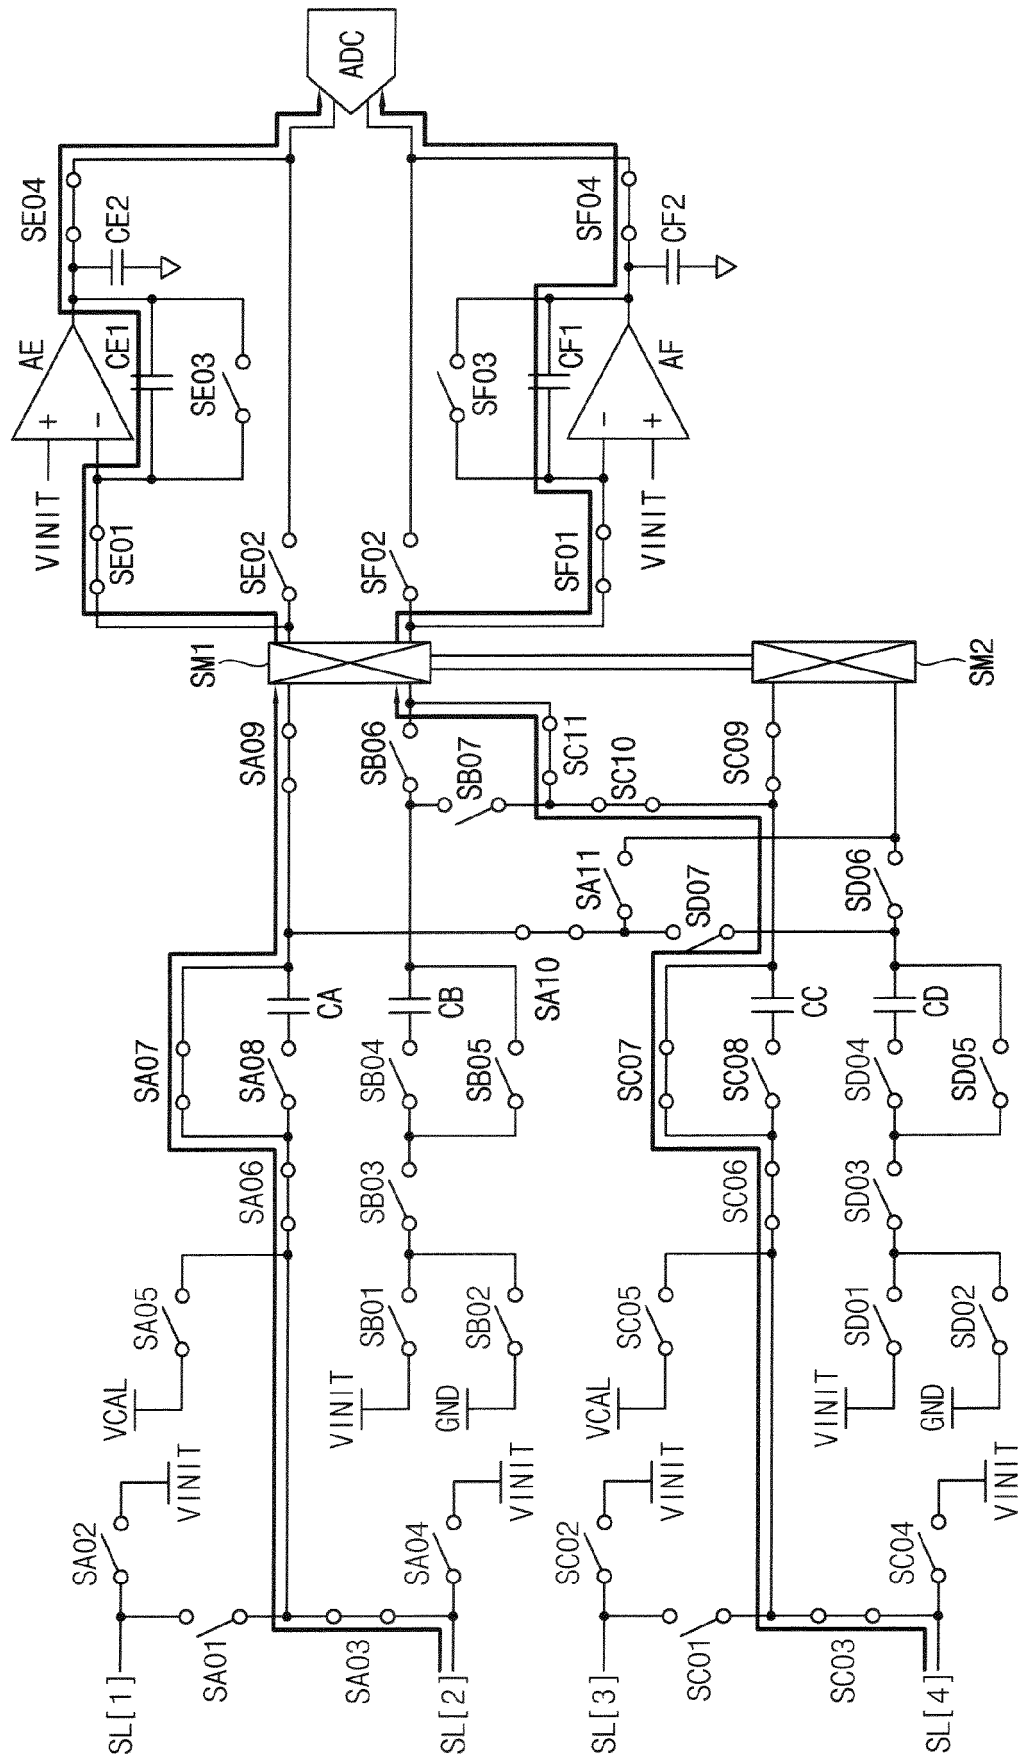 SL[1]
SA02
VINIT
SA01
SA03
SL[2]
SA04
VINIT
VCAL
SA05
SA06
SA07
SA08
CA
SA09
SM1
VINIT
GND
SB01
SB02
SB03
SB04
SB05
CB
SB06
SB07
SA10
SA11
SC11
SC10
SD07
SL[3]
SC02
VINIT
SC01
SC03
SL[4]
SC04
VINIT
VCAL
SC05
SC06
SC07
SC08
CC
SC09
SM2
VINIT
GND
SD01
SD02
SD03
SD04
SD05
CD
SD06
VINIT
SE01
SE02
+
-
AE
CE1
SE03
CE2
SE04
SF02
SF01
VINIT
-
+
AF
CF1
SF03
CF2
SF04
ADC